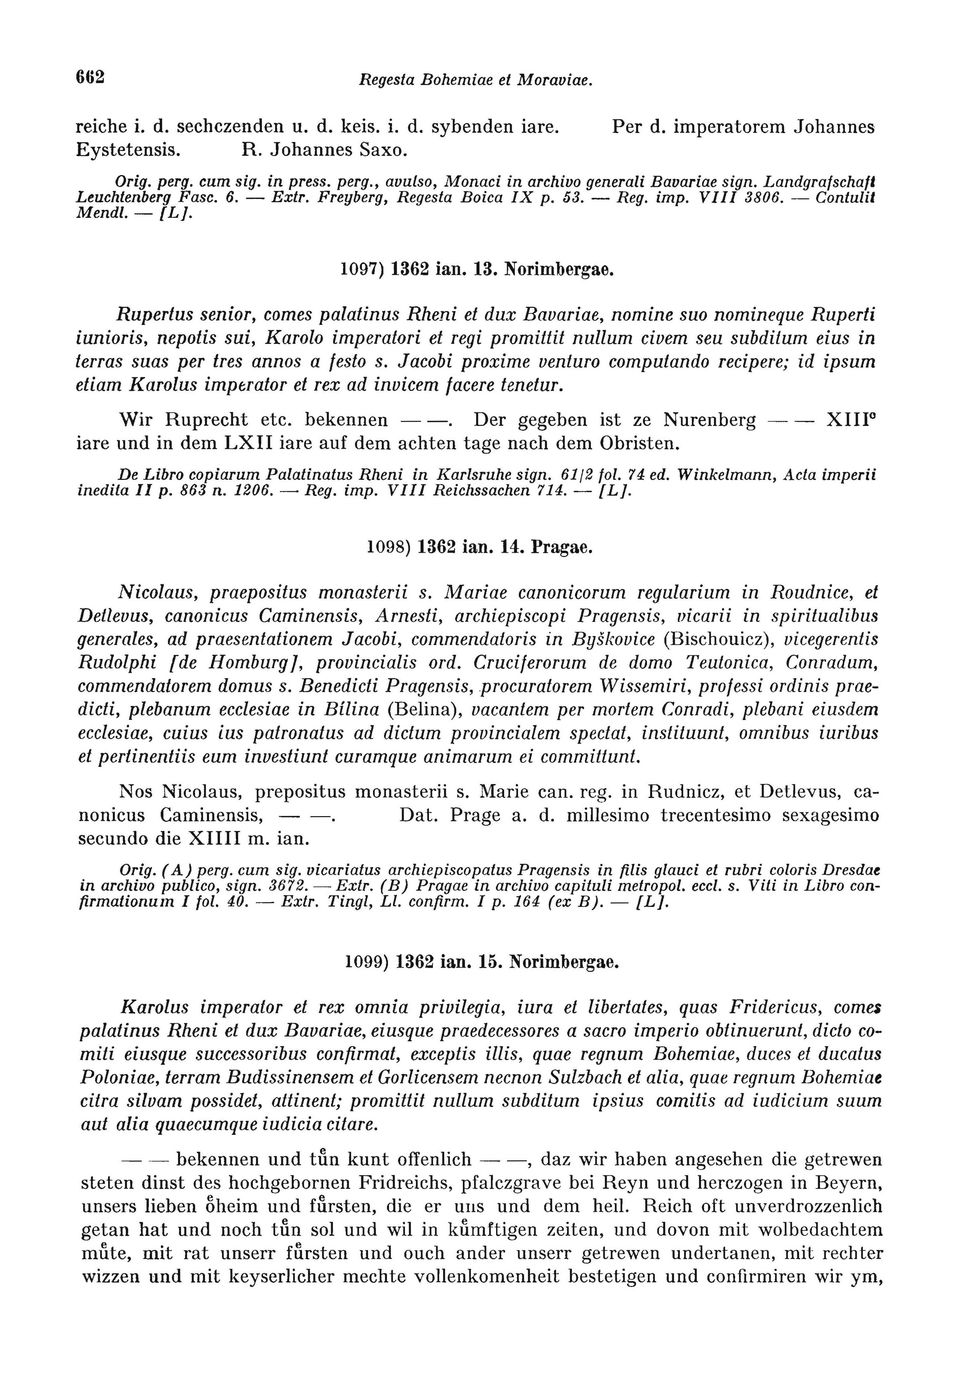 662 Regesta Bohemiae et Moraviae.
reiche i. d. sechczenden u. d. keis. i. d. sybenden iare. Per d. imperatorem Johannes
Eystetensis. R. Johannes Saxo.
Orig. perg. cum sig. in press. perg., avulso, Monaci in archivo generali Bavariae sign. Landgrafschaft
Leuchtenberg Fasc. 6. — Extr. Freyberg, Regesta Boica IX p. 53. — Reg. imp. VIII 3806. — Contulit
Mendl. — [L].
1097) 1362 ian. 13. Norimbergae.
Rupertus senior, comes palatinus Rheni et dux Bavariae, nomine suo nomineque Ruperti
iunioris, nepotis sui, Karolo imperatori et regi promittit nullum civem seu subditum eius in
terras suas per tres annos a festo s. Jacobi proxime venturo computando recipere; id ipsum
etiam Karolus imperator et rex ad invicem facere tenetur.
Wir Ruprecht etc. bekennen — —. Der gegeben ist ze Nurenberg — — XIII⁰
iare und in dem LXII iare auf dem achten tage nach dem Obristen.
De Libro copiarum Palatinatus Rheni in Karlsruhe sign. 61/2 fol. 74 ed. Winkelmann, Acta imperii
inedita II p. 863 n. 1206. — Reg. imp. VIII Reichssachen 714. — [L].
1098) 1362 ian. 14. Pragae.
Nicolaus, praepositus monasterii s. Mariae canonicorum regularium in Roudnice, et
Detlevus, canonicus Caminensis, Arnesti, archiepiscopi Pragensis, vicarii in spiritualibus
generales, ad praesentationem Jacobi, commendatoris in Byškovice (Bischouicz), vicegerentis
Rudolphi [de Homburg], provincialis ord. Cruciferorum de domo Teutonica, Conradum,
commendatorem domus s. Benedicti Pragensis, procuratorem Wissemiri, professi ordinis prae-
dicti, plebanum ecclesiae in Bílina (Belina), vacantem per mortem Conradi, plebani eiusdem
ecclesiae, cuius ius patronatus ad dictum provincialem spectat, instituunt, omnibus iuribus
et pertinentiis eum investiunt curamque animarum ei committunt.
Nos Nicolaus, prepositus monasterii s. Marie can. reg. in Rudnicz, et Detlevus, ca-
nonicus Caminensis, — —. Dat. Prage a. d. millesimo trecentesimo sexagesimo
secundo die XIIII m. ian.
Orig. (A) perg. cum sig. vicariatus archiepiscopatus Pragensis in filis glauci et rubri coloris Dresdae
in archivo publico, sign. 3672. — Extr. (B) Pragae in archivo capituli metropol. eccl. s. Viti in Libro con-
firmationum I fol. 40. — Extr. Tingl, Ll. confirm. I p. 164 (ex B). — [L].
1099) 1362 ian. 15. Norimbergae.
Karolus imperator et rex omnia privilegia, iura et libertates, quas Fridericus, comes
palatinus Rheni et dux Bavariae, eiusque praedecessores a sacro imperio obtinuerunt, dicto co-
miti eiusque successoribus confirmat, exceptis illis, quae regnum Bohemiae, duces et ducatus
Poloniae, terram Budissinensem et Gorlicensem necnon Sulzbach et alia, quae regnum Bohemiae
citra silvam possidet, attinent; promittit nullum subditum ipsius comitis ad iudicium suum
aut alia quaecumque iudicia citare.
— — bekennen und tuͤn kunt offenlich — —, daz wir haben angesehen die getrewen
steten dinst des hochgebornen Fridreichs, pfalczgrave bei Reyn und herczogen in Beyern,
unsers lieben oͤheim und fuͤrsten, die er uns und dem heil. Reich oft unverdrozzenlich
getan hat und noch tuͤn sol und wil in kuͤmftigen zeiten, und dovon mit wolbedachtem
muͤte, mit rat unserr fuͤrsten und ouch ander unserr getrewen undertanen, mit rechter
wizzen und mit keyserlicher mechte vollenkomenheit bestetigen und confirmiren wir ym,